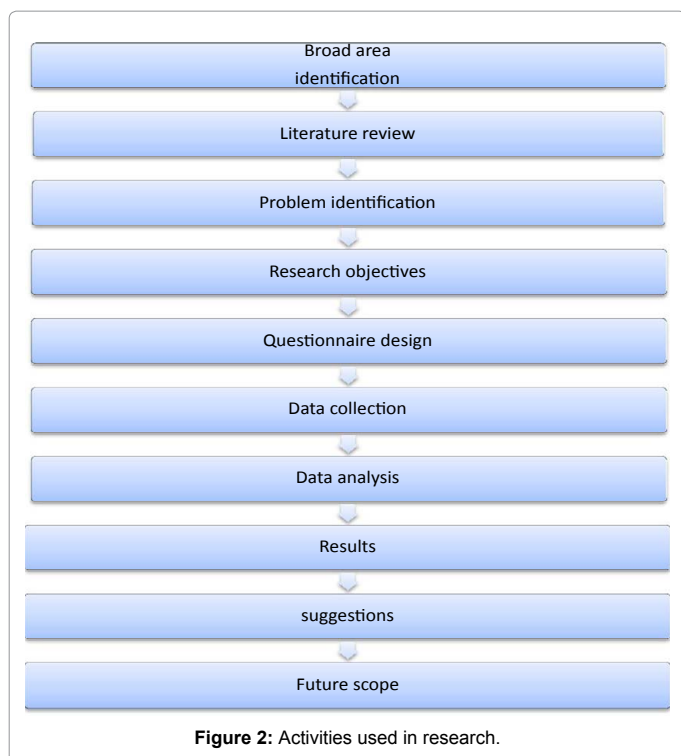 Broad area
identification
Literature review
Problem identification
Research objectives
Questionnaire design
Data collection
Data analysis
Results
suggestions
Future scope
Figure 2: Activities used in research.